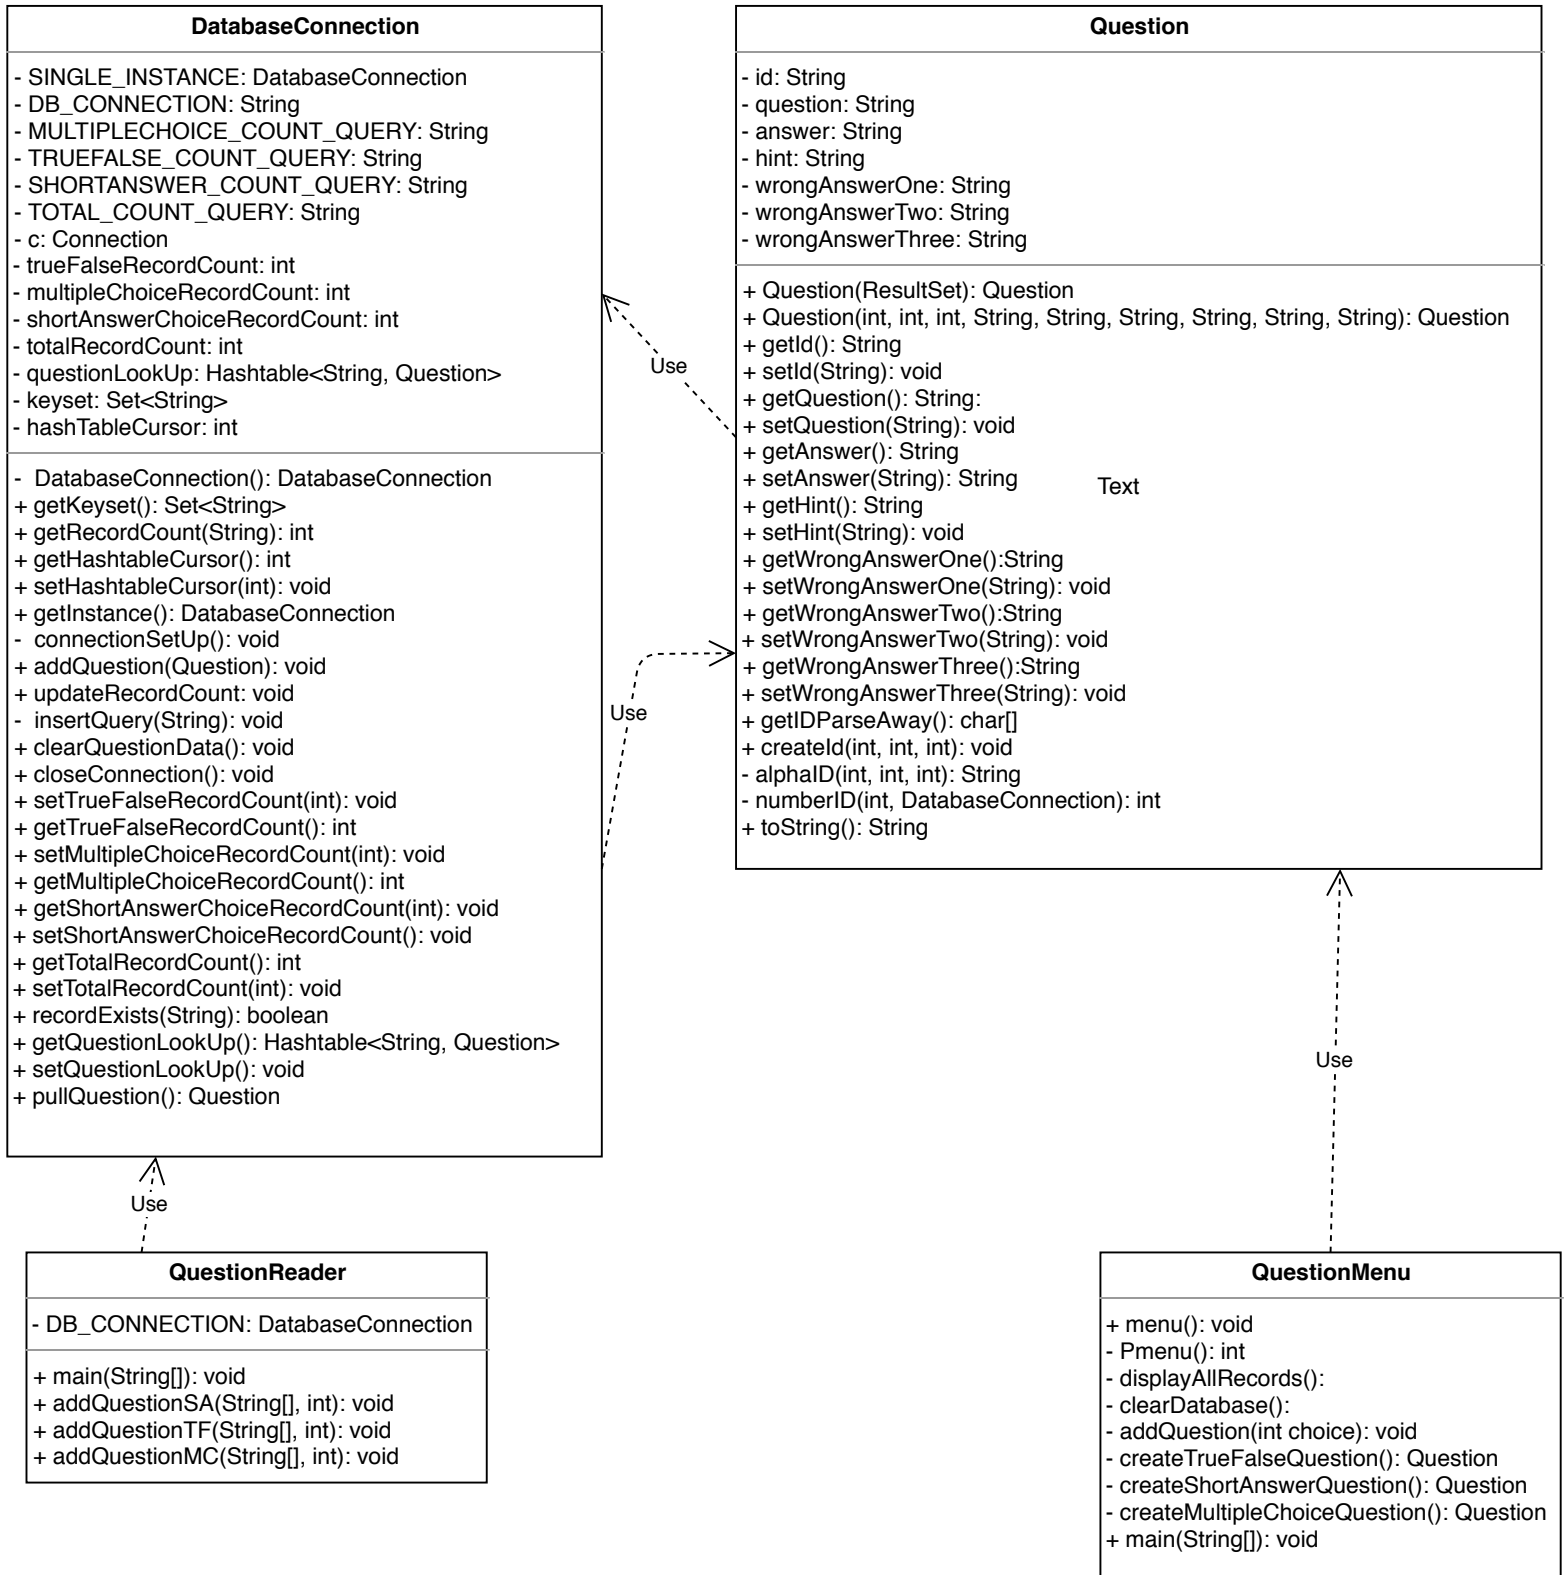 DatabaseConnection
- SINGLE_INSTANCE: DatabaseConnection
- DB_CONNECTION: String
- MULTIPLECHOICE_COUNT_QUERY: String
- TRUEFALSE_COUNT_QUERY: String
- SHORTANSWER_COUNT_QUERY: String
- TOTAL_COUNT_QUERY: String
- c: Connection
- trueFalseRecordCount: int
- multipleChoiceRecordCount: int
- shortAnswerChoiceRecordCount: int
- totalRecordCount: int
- questionLookUp: Hashtable<String, Question>
- keyset: Set<String>
- hashTableCursor: int
- DatabaseConnection(): DatabaseConnection
+ getKeyset(): Set<String>
+ getRecordCount(String): int
+ getHashtableCursor(): int
+ setHashtableCursor(int): void
+ getInstance(): DatabaseConnection
- connectionSetUp(): void
+ addQuestion(Question): void
+ updateRecordCount: void
- insertQuery(String): void
+ clearQuestionData(): void
+ closeConnection(): void
+ setTrueFalseRecordCount(int): void
+ getTrueFalseRecordCount(): int
+ setMultipleChoiceRecordCount(int): void
+ getMultipleChoiceRecordCount(): int
+ getShortAnswerChoiceRecordCount(int): void
+ setShortAnswerChoiceRecordCount(): void
+ getTotalRecordCount(): int
+ setTotalRecordCount(int): void
+ recordExists(String): boolean
+ getQuestionLookUp(): Hashtable<String, Question>
+ setQuestionLookUp(): void
+ pullQuestion(): Question
Use
Use
Question
- id: String
- question: String
- answer: String
- hint: String
- wrongAnswerOne: String
- wrongAnswerTwo: String
- wrongAnswerThree: String
+ Question(ResultSet): Question
+ Question(int, int, int, String, String, String, String, String, String): Question
+ getId(): String
+ setId(String): void
+ getQuestion(): String:
+ setQuestion(String): void
+ getAnswer(): String
+ setAnswer(String): String
+ getHint(): String
+ setHint(String): void
+ getWrongAnswerOne():String
+ setWrongAnswerOne(String): void
+ getWrongAnswerTwo():String
+ setWrongAnswerTwo(String): void
+ getWrongAnswerThree():String
+ setWrongAnswerThree(String): void
+ getIDParseAway(): char[]
+ createId(int, int, int): void
- alphaID(int, int, int): String
- numberID(int, DatabaseConnection): int
+ toString(): String
Text
Use
QuestionReader
- DB_CONNECTION: DatabaseConnection
+ main(String[]): void
+ addQuestionSA(String[], int): void
+ addQuestionTF(String[], int): void
+ addQuestionMC(String[], int): void
Use
QuestionMenu
+ menu(): void
- Pmenu(): int
- displayAllRecords():
- clearDatabase():
- addQuestion(int choice): void
- createTrueFalseQuestion(): Question
- createShortAnswerQuestion(): Question
- createMultipleChoiceQuestion(): Question
+ main(String[]): void